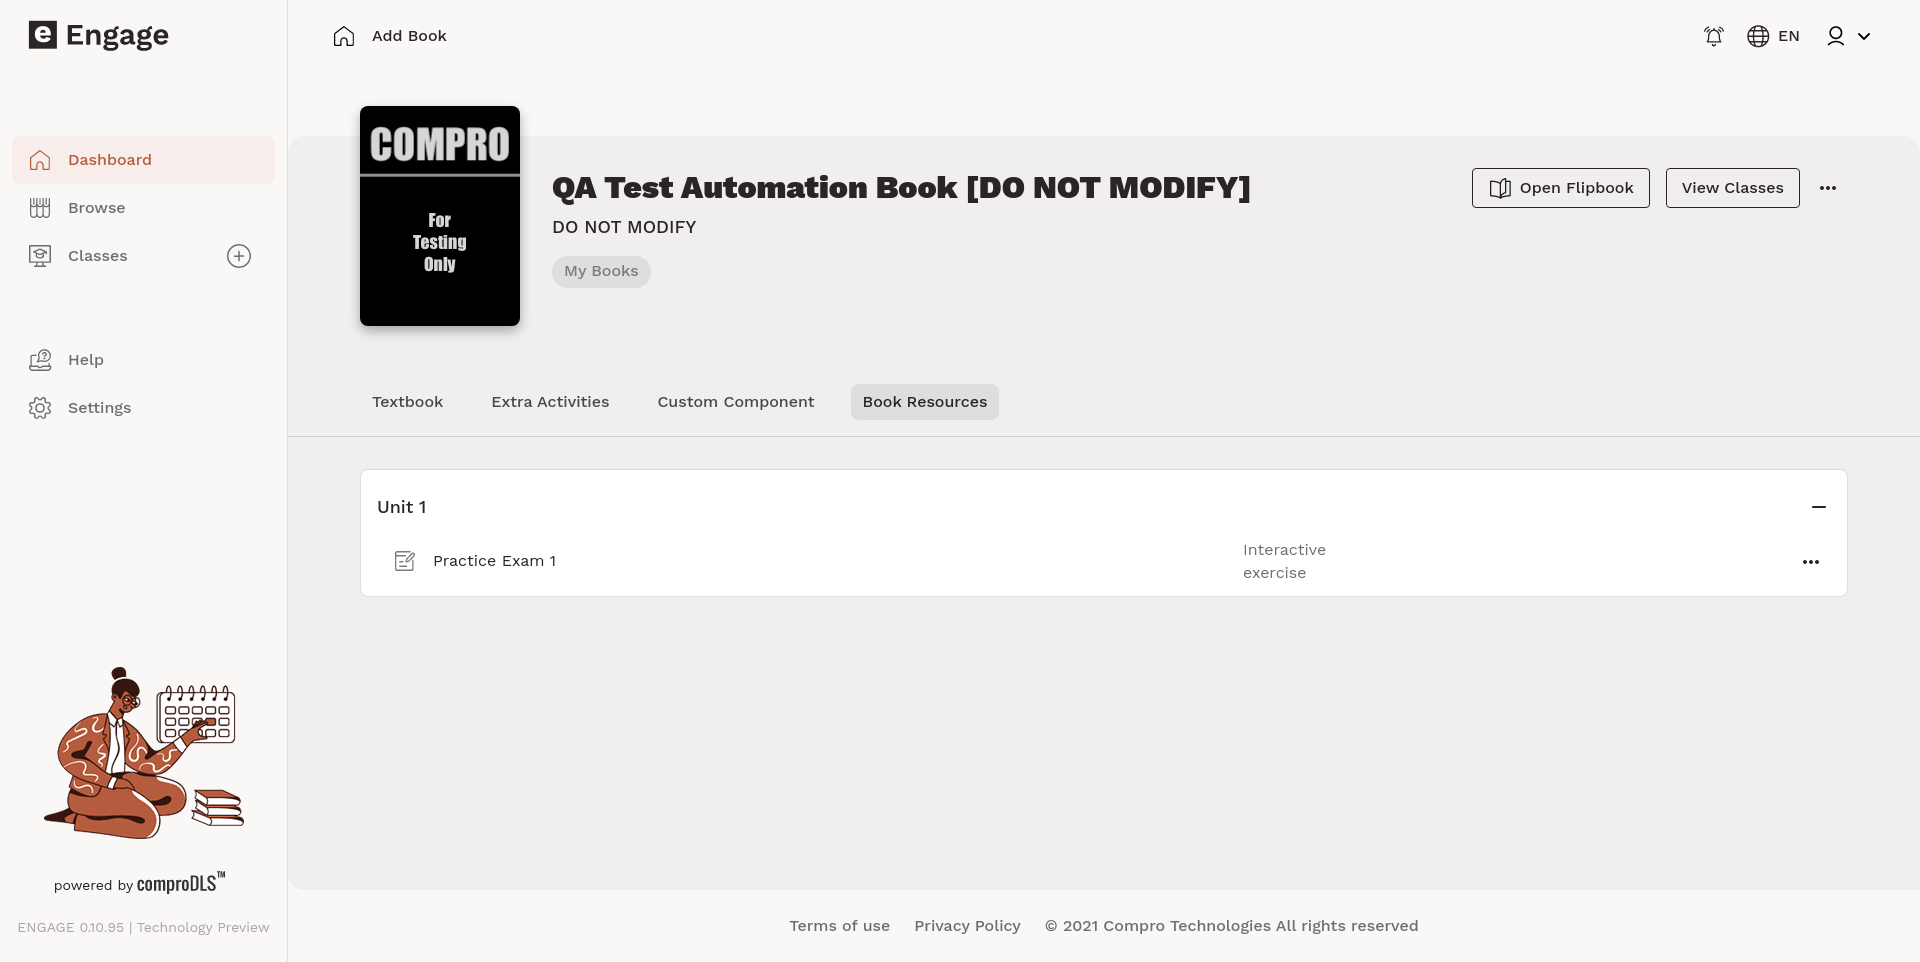 e Engage
Add Book
EN
Dashboard
Browse
Classes
Help
Settings
COMPRO
For
Testing
Only
QA Test Automation Book [DO NOT MODIFY]
DO NOT MODIFY
My Books
Open Flipbook
View Classes
Textbook
Extra Activities
Custom Component
Book Resources
Unit 1
Practice Exam 1
Interactive
exercise
powered by comproDLS™
ENGAGE 0.10.95 | Technology Preview
Terms of use
Privacy Policy
© 2021 Compro Technologies All rights reserved